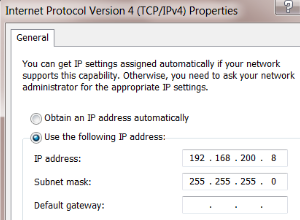 Internet Protocol Version 4 (TCP/IPv4) Properties
?
General
You can get IP settings assigned automatically if your network
supports this capability. Otherwise, you need to ask your network
administrator for the appropriate IP settings.
Obtain an IP address automatically
Use the following IP address:
IP address: 192 . 168 . 200 . 8
Subnet mask: 255 . 255 . 255 . 0
Default gateway: . . .